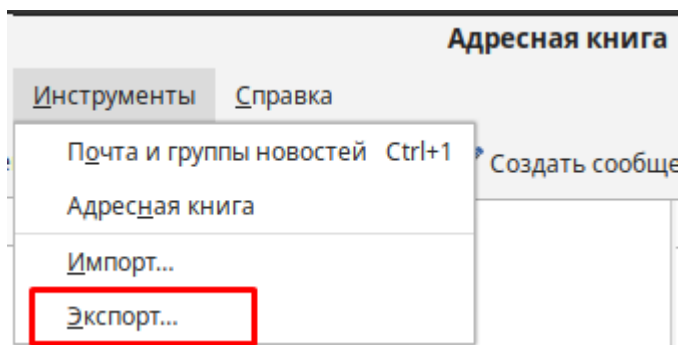 Адресная книга
Инструменты Справка
Почта и группы новостей Ctrl+1
Создать сообще
Адресная книга
Импорт...
Экспорт...